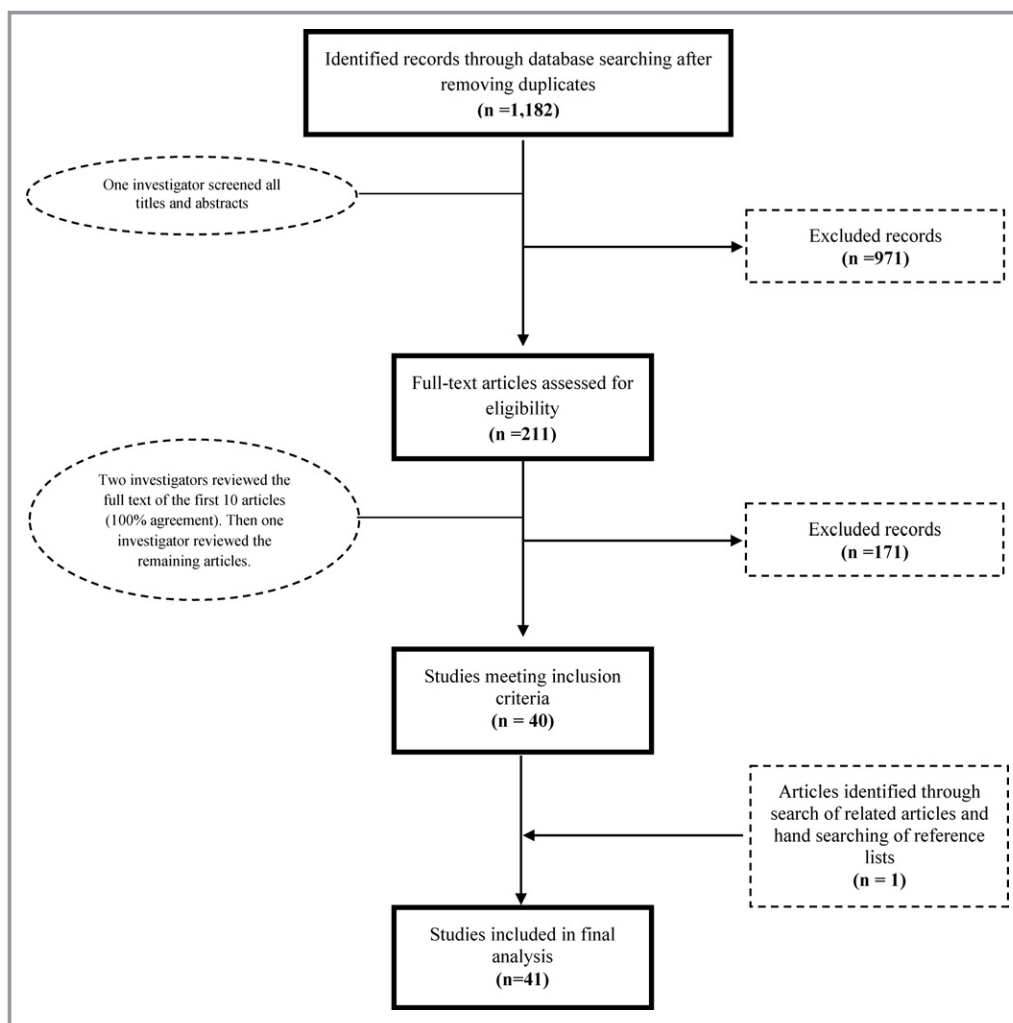 Identified records through database searching after
removing duplicates
(n =1,182)
One investigator screened all
titles and abstracts
Excluded records
(n =971)
Full-text articles assessed for
eligibility
(n =211)
Two investigators reviewed the
full text of the first 10 articles
(100% agreement). Then one
investigator reviewed the
remaining articles.
Excluded records
(n =171)
Studies meeting inclusion
criteria
(n = 40)
Articles identified through
search of related articles and
hand searching of reference
lists
(n = 1)
Studies included in final
analysis
(n=41)